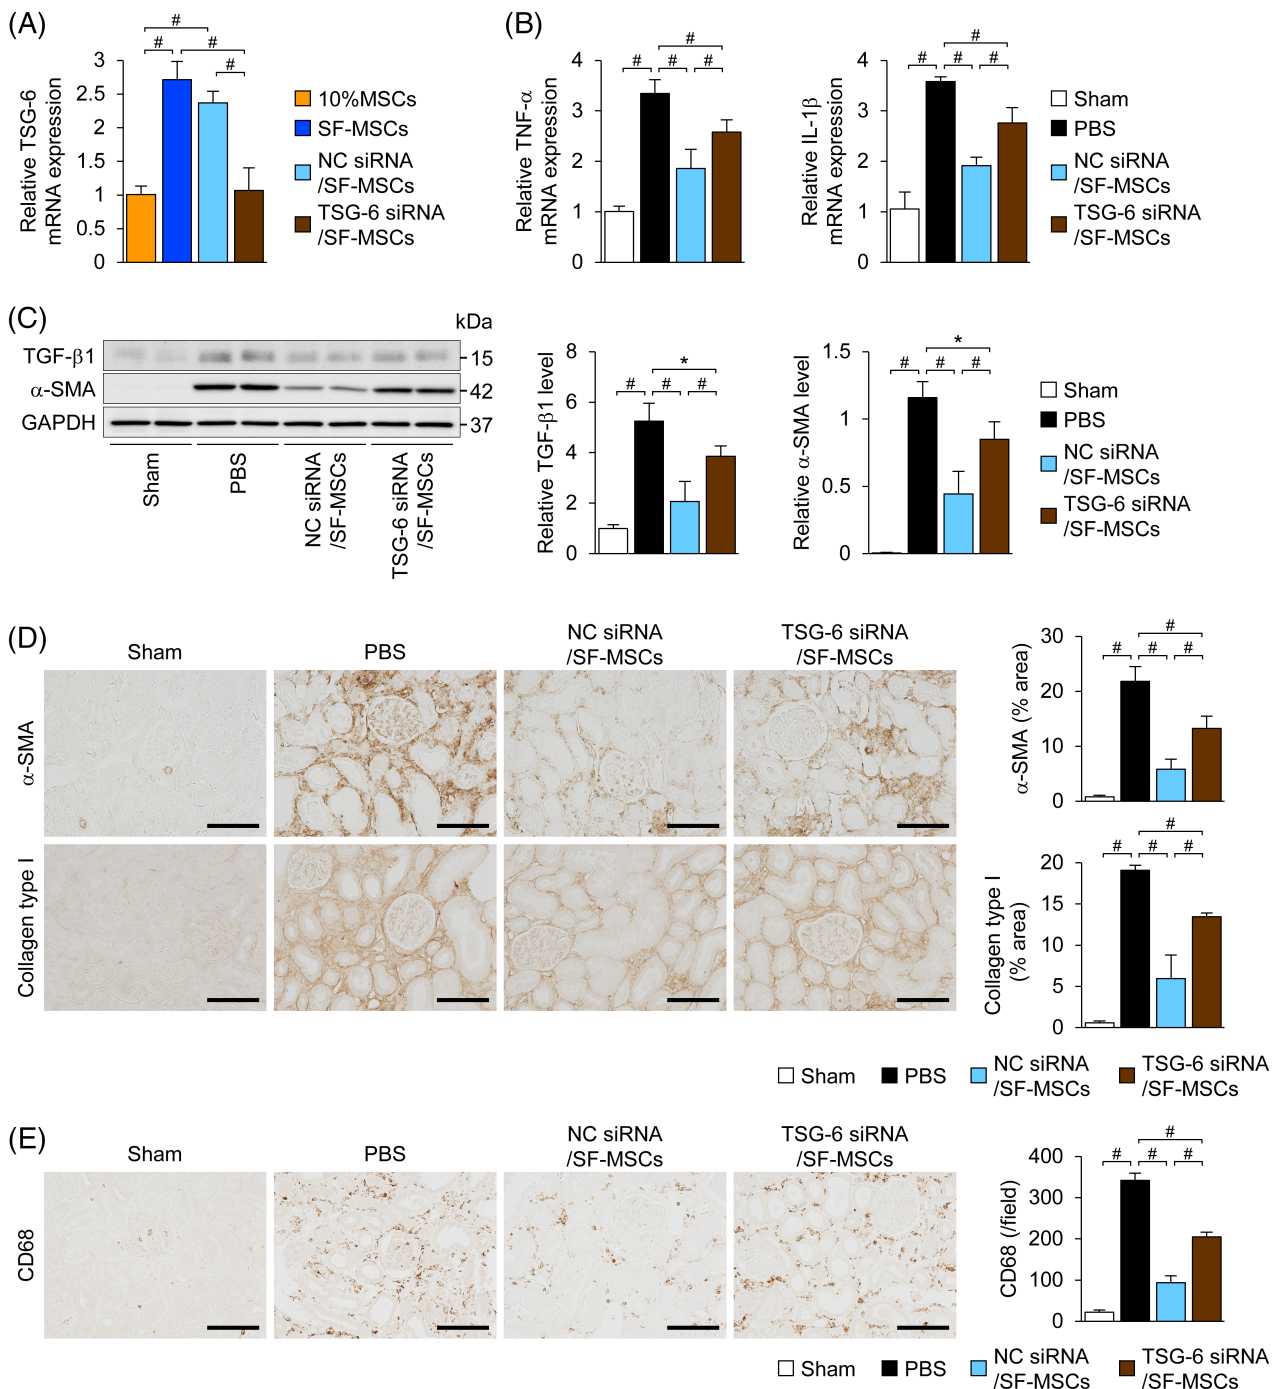 (A)
Relative TSG-6
mRNA expression
3
2.5
2
1.5
1
0.5
0
#
#
#
#
10%MSCs
SF-MSCs
NC siRNA
/SF-MSCs
TSG-6 siRNA
/SF-MSCs
(B)
Relative TNF-α
mRNA expression
4
3
2
1
0
#
#
#
#
Relative IL-1β
mRNA expression
4
3
2
1
0
#
#
#
#
Sham
PBS
NC siRNA
/SF-MSCs
TSG-6 siRNA
/SF-MSCs
(C)
kDa
TGF-β1
15
α-SMA
42
GAPDH
37
Sham
PBS
NC siRNA
/SF-MSCs
TSG-6 siRNA
/SF-MSCs
Relative TGF-β1 level
8
6
4
2
0
*
#
#
#
Relative α-SMA level
1.5
1
0.5
0
*
#
#
#
Sham
PBS
NC siRNA
/SF-MSCs
TSG-6 siRNA
/SF-MSCs
(D)
Sham
PBS
NC siRNA
/SF-MSCs
TSG-6 siRNA
/SF-MSCs
α-SMA
Collagen type I
α-SMA (% area)
30
20
10
0
#
#
#
#
Collagen type I
(% area)
20
15
10
5
0
#
#
#
#
Sham
PBS
NC siRNA
/SF-MSCs
TSG-6 siRNA
/SF-MSCs
(E)
Sham
PBS
NC siRNA
/SF-MSCs
TSG-6 siRNA
/SF-MSCs
CD68
CD68 (/field)
400
300
200
100
0
#
#
#
#
Sham
PBS
NC siRNA
/SF-MSCs
TSG-6 siRNA
/SF-MSCs